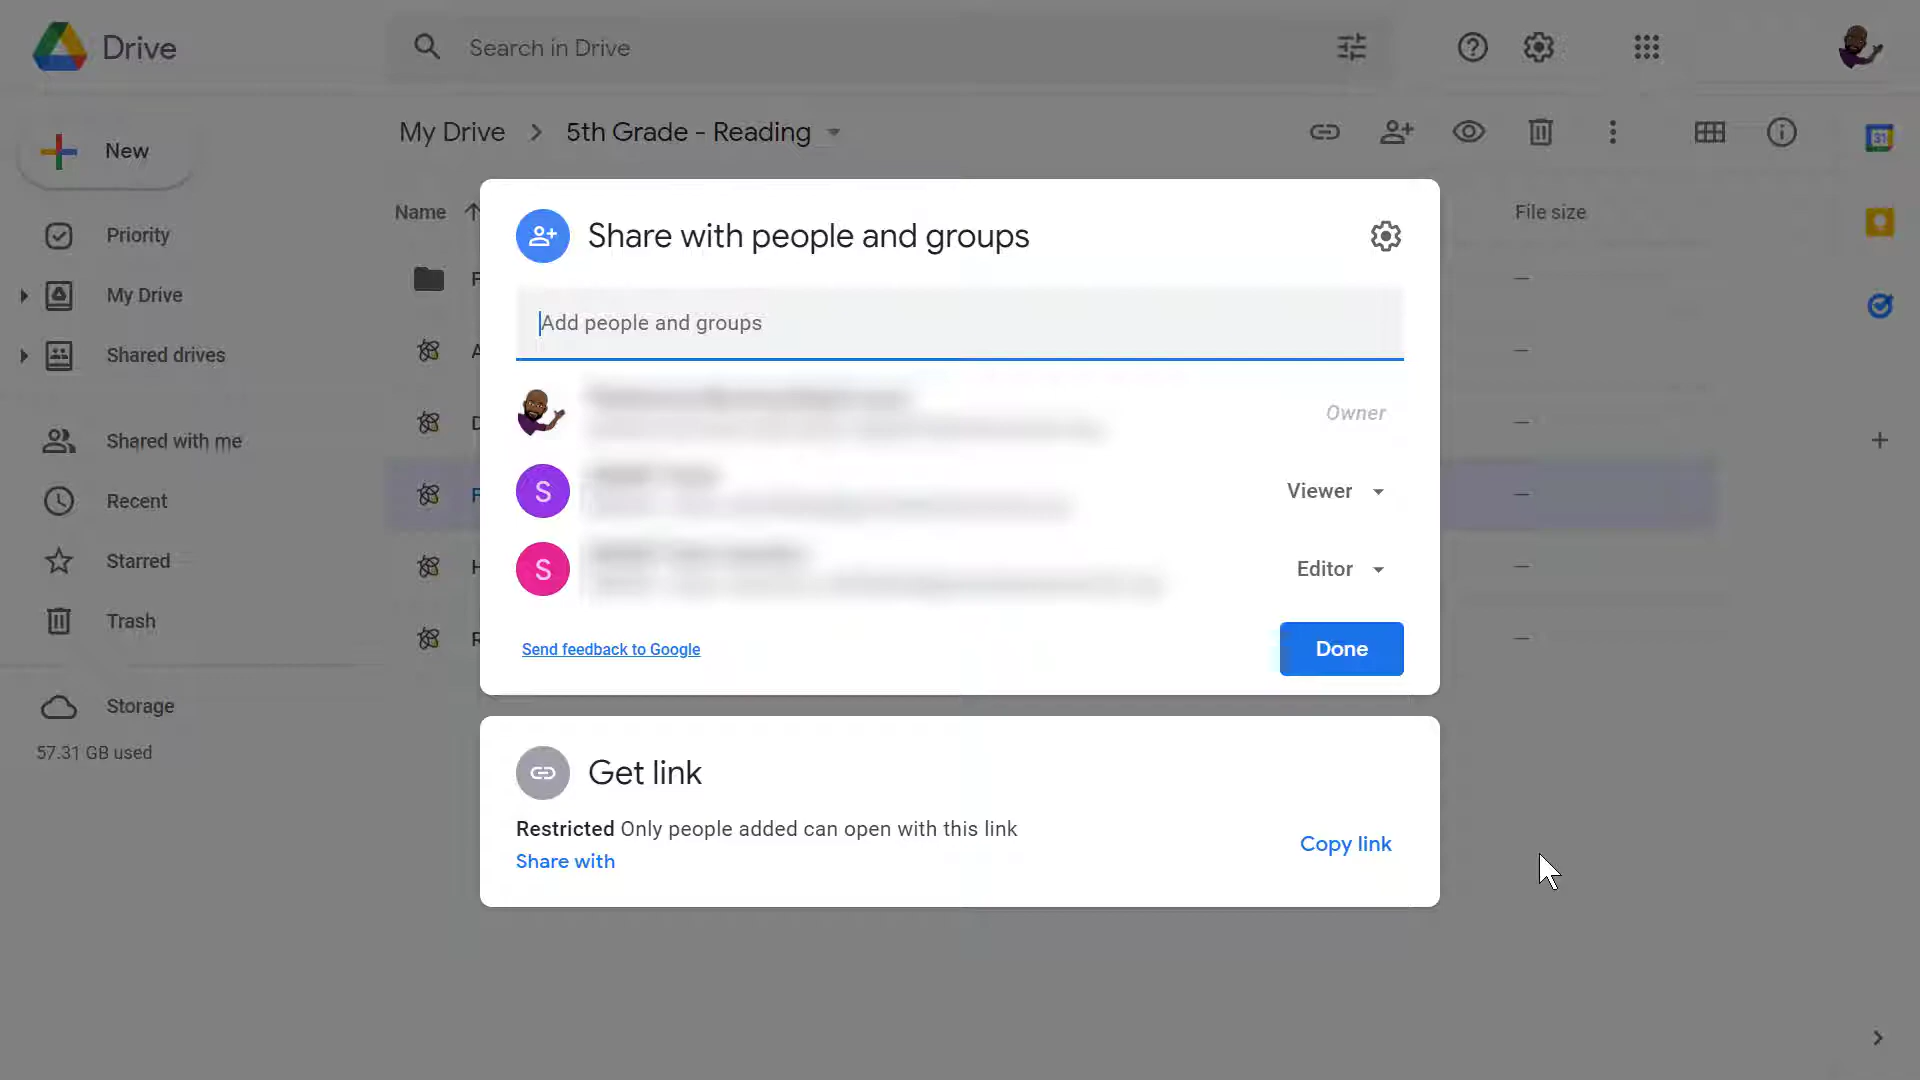 Drive
Search in Drive
New
My Drive
5th Grade - Reading
Name
File size
Priority
My Drive
Shared drives
Shared with me
Recent
Starred
Trash
Storage
57.31 GB used
31
F
A
D
F
H
R
Share with people and groups
Add people and groups
Owner
S
Viewer
S
Editor
Send feedback to Google
Done
Get link
Restricted Only people added can open with this link
Share with
Copy link